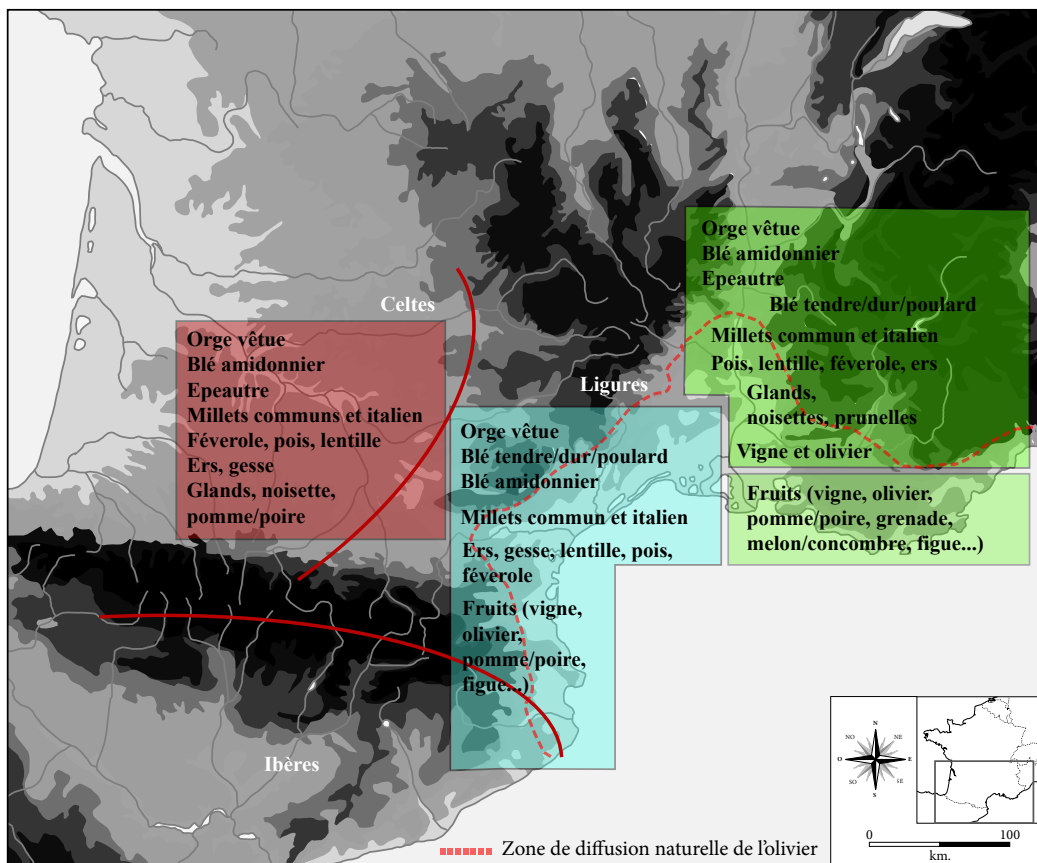 Celtes
Orge vêtue
Blé amidonnier
Epeautre
Millets communs et italien
Féverole, pois, lentille
Ers, gesse
Glands, noisette,
pomme/poire
Ligures
Orge vêtue
Blé tendre/dur/poulard
Blé amidonnier
Millets commun et italien
Ers, gesse, lentille, pois,
féverole
Fruits (vigne,
olivier,
pomme/poire,
figue...)
Orge vêtue
Blé amidonnier
Epeautre
Blé tendre/dur/poulard
Millets commun et italien
Pois, lentille, féverole, ers
Glands,
noisettes, prunelles
Vigne et olivier
Fruits (vigne, olivier,
pomme/poire, grenade,
melon/concombre, figue...)
Ibères
N
NO
NE
O
E
SO
SE
S
0
100
km.
Zone de diffusion naturelle de l'olivier